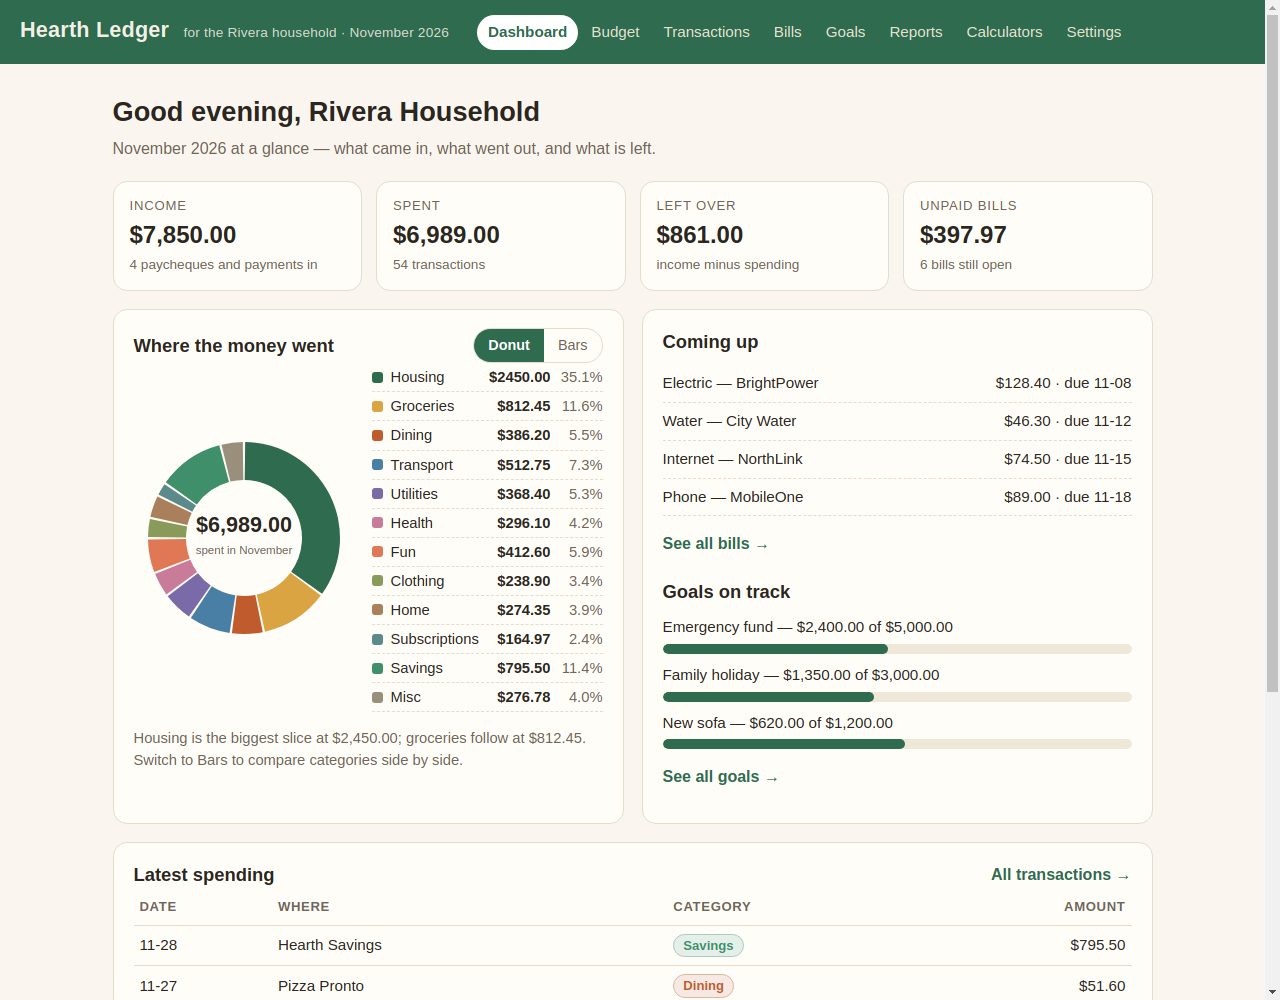 Hearth Ledger for the Rivera household · November 2026 Dashboard Budget Transactions Bills Goals Reports Calculators Settings
Good evening, Rivera Household
November 2026 at a glance — what came in, what went out, and what is left.
INCOME
$7,850.00
4 paycheques and payments in
SPENT
$6,989.00
54 transactions
LEFT OVER
$861.00
income minus spending
UNPAID BILLS
$397.97
6 bills still open
Where the money went
Donut Bars
$6,989.00
spent in November
Housing $2450.00 35.1%
Groceries $812.45 11.6%
Dining $386.20 5.5%
Transport $512.75 7.3%
Utilities $368.40 5.3%
Health $296.10 4.2%
Fun $412.60 5.9%
Clothing $238.90 3.4%
Home $274.35 3.9%
Subscriptions $164.97 2.4%
Savings $795.50 11.4%
Misc $276.78 4.0%
Housing is the biggest slice at $2,450.00; groceries follow at $812.45.
Switch to Bars to compare categories side by side.
Coming up
Electric — BrightPower $128.40 · due 11-08
Water — City Water $46.30 · due 11-12
Internet — NorthLink $74.50 · due 11-15
Phone — MobileOne $89.00 · due 11-18
See all bills →
Goals on track
Emergency fund — $2,400.00 of $5,000.00
Family holiday — $1,350.00 of $3,000.00
New sofa — $620.00 of $1,200.00
See all goals →
Latest spending
All transactions →
DATE WHERE CATEGORY AMOUNT
11-28 Hearth Savings Savings $795.50
11-27 Pizza Pronto Dining $51.60